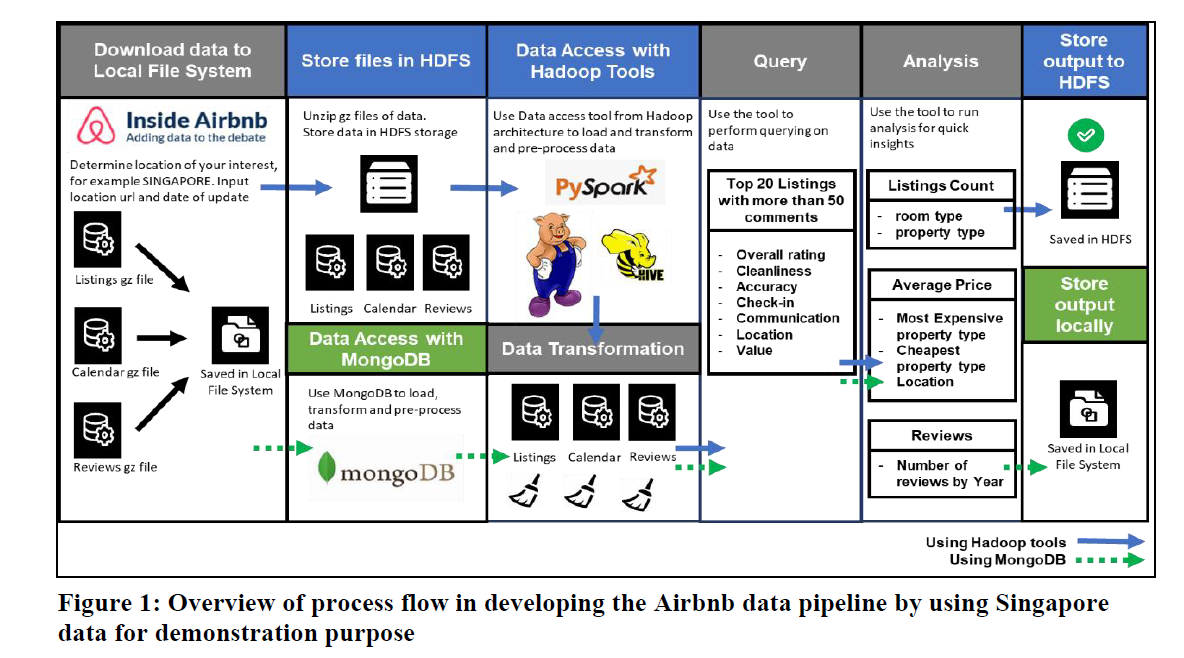 Download data to
Local File System
Inside Airbnb
Adding data to the debate
Determine location of your interest,
for example SINGAPORE. Input
location url and date of update
Listings gz file
Calendar gz file
Saved in Local
File System
Reviews gz file
Store files in HDFS
Unzip gz files of data.
Store data in HDFS storage
Listings
Calendar
Reviews
Data Access with
MongoDB
Use MongoDB to load,
transform and pre-process
data
mongoDB
Data Access with
Hadoop Tools
Use Data access tool from Hadoop
architecture to load and transform
and pre-process data
PySpark
HIVE
Data Transformation
Listings
Calendar
Reviews
Query
Use the tool to
perform querying on
data
Top 20 Listings
with more than 50
comments
- Overall rating
- Cleanliness
- Accuracy
- Check-in
- Communication
- Location
- Value
Analysis
Use the tool to run
analysis for quick
insights
Listings Count
- room type
- property type
Average Price
- Most Expensive
property type
- Cheapest
property type
- Location
Reviews
- Number of
reviews by Year
Store
output to
HDFS
Saved in HDFS
Store
output
locally
Saved in Local
File System
Using Hadoop tools
Using MongoDB
Figure 1: Overview of process flow in developing the Airbnb data pipeline by using Singapore
data for demonstration purpose